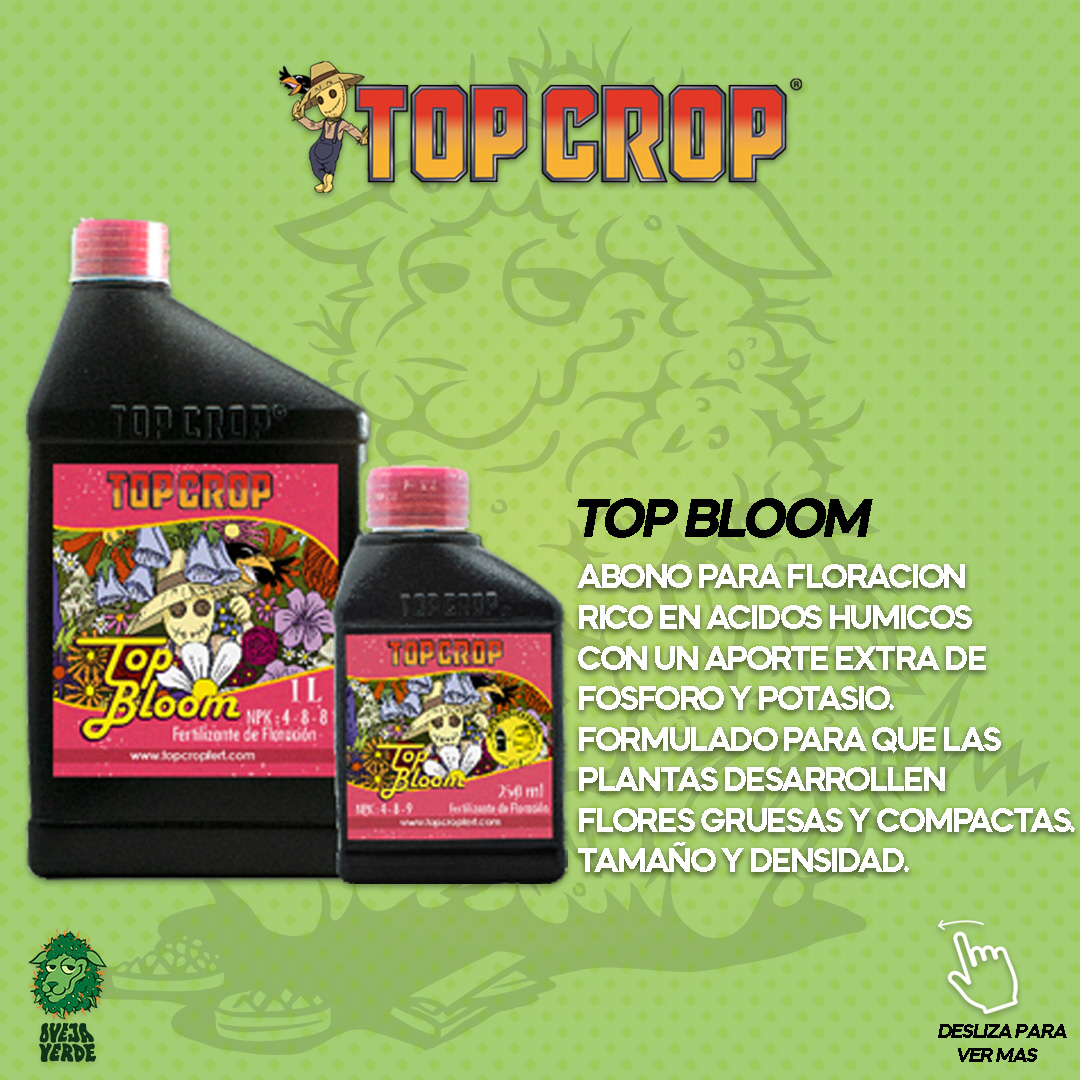 TOP CROP®
TOP CROP®
TOP CROP
Top
Bloom
1 L
NPK : 4 - 8 - 8
Fertilizante de Floración
www.topcropfert.com
TOP CROP
TOP CROP
Top
Bloom
250 ml
NPK: 4 - 8 - 9
Fertilizante de Floración
www.topcropfert.com
TOP BLOOM
ABONO PARA FLORACION
RICO EN ACIDOS HUMICOS
CON UN APORTE EXTRA DE
FOSFORO Y POTASIO.
FORMULADO PARA QUE LAS
PLANTAS DESARROLLEN
FLORES GRUESAS Y COMPACTAS.
TAMAÑO Y DENSIDAD.
OVEJA
VERDE
DESLIZA PARA
VER MAS